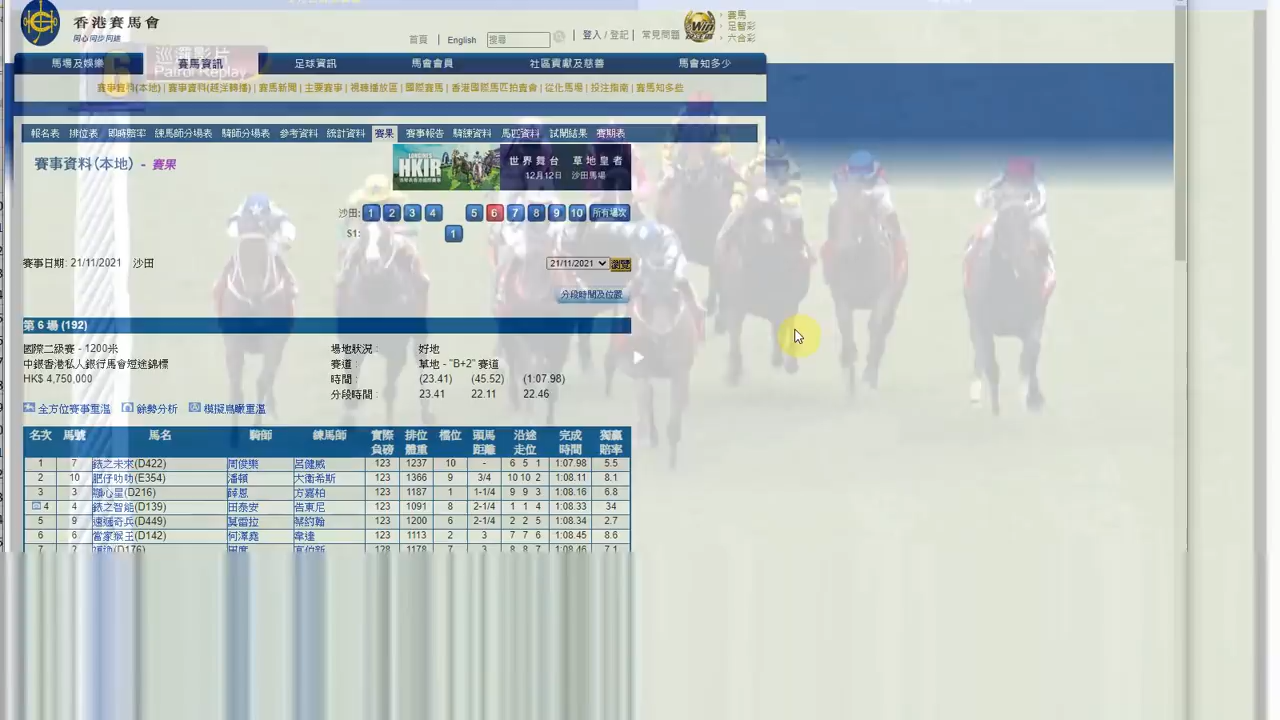 香港賽馬會
同心同步同進
首頁 | English 搜尋 登入 / 登記 | 常見問題
賽馬
足智彩
六合彩
巡邏影片
Patrol Replay
6
馬場及娛樂 賽馬資訊 足球資訊 馬會會員 社區貢獻及慈善 馬會知多少
賽事資料(本地) | 賽事資料(越洋轉播) | 賽馬新聞 | 主要賽事 | 視聽播放區 | 國際賽馬 | 香港國際馬匹拍賣會 | 從化馬場 | 投注指南 | 賽馬知多些
報名表 排位表 即時賠率 練馬師分場表 騎師分場表 參考資料 統計資料 賽果 賽事報告 騎練資料 馬匹資料 試閘結果 賽期表
賽事資料(本地) - 賽果
LONGINES
HKIR
世界舞台 草地皇者
12月12日 沙田馬場
沙田: 1 2 3 4 5 6 7 8 9 10 所有場次
S1: 1
賽事日期: 21/11/2021 沙田
21/11/2021 瀏覽
分段時間及位置
第 6 場 (192)
國際二級賽 - 1200米 場地狀況 : 好地
中銀香港私人銀行馬會短途錦標 賽道 : 草地 - "B+2" 賽道
HK$ 4,750,000 時間 : (23.41) (45.52) (1:07.98)
分段時間 : 23.41 22.11 22.46
全方位賽事重溫 餘勢分析 模擬鳥瞰重溫
名次 馬號 馬名 騎師 練馬師 實際負磅 排位體重 檔位 頭馬距離 沿途走位 完成時間 獨贏賠率
1 7 錶之未來(D422) 周俊樂 呂健威 123 1237 10 - 6 5 1 1:07.98 5.5
2 10 肥仔叻叻(E354) 潘頓 大衛希斯 123 1366 9 3/4 10 10 2 1:08.11 8.1
3 3 顯心星(D216) 薛恩 方嘉柏 123 1187 1 1-1/4 9 9 3 1:08.16 6.8
4 4 錶之智能(D139) 田泰安 告東尼 123 1091 8 2-1/4 1 1 4 1:08.33 34
5 9 速遞奇兵(D449) 莫雷拉 蔡約翰 123 1200 6 2-1/4 2 2 5 1:08.34 2.7
6 6 當家猴王(D142) 何澤堯 韋達 123 1113 2 3 7 7 6 1:08.45 8.6